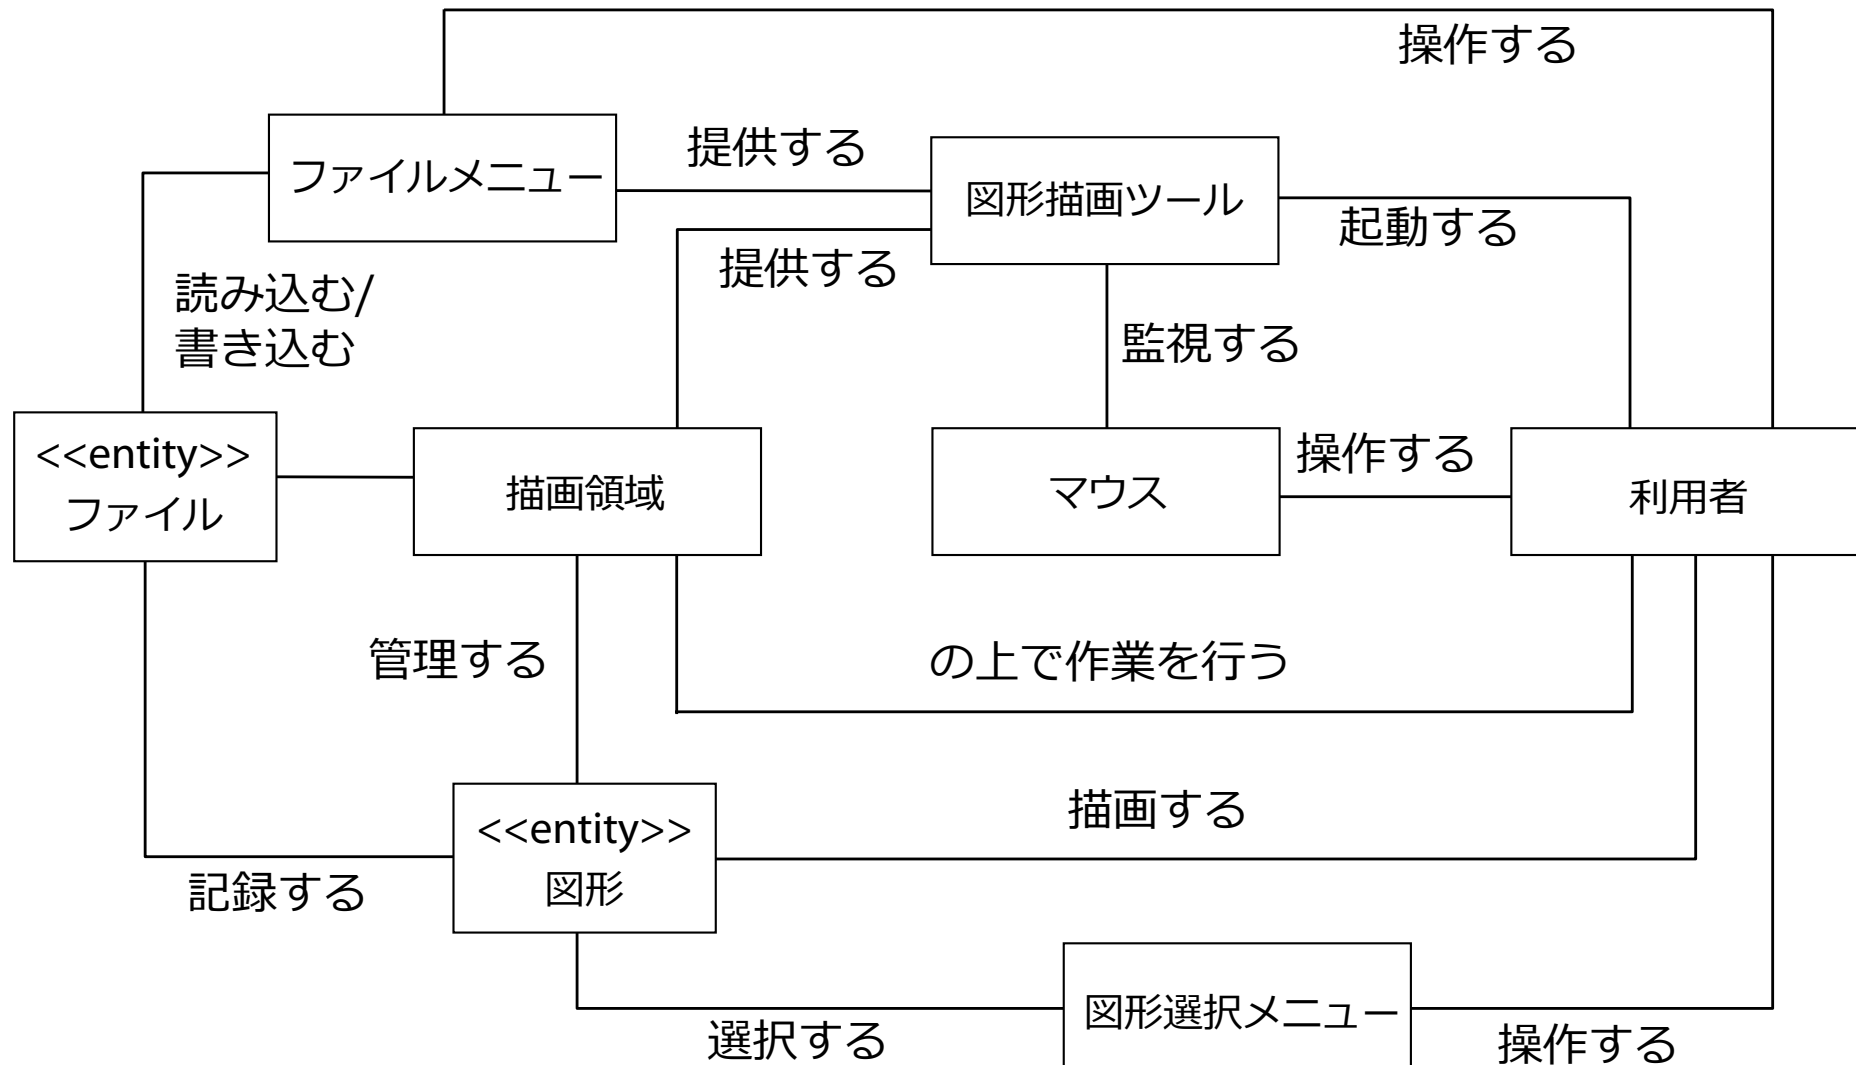 操作する
ファイルメニュー
提供する
図形描画ツール
起動する
提供する
読み込む/
書き込む
監視する
<<entity>>
ファイル
描画領域
マウス
操作する
利用者
管理する
の上で作業を行う
描画する
<<entity>>
図形
記録する
選択する
図形選択メニュー
操作する